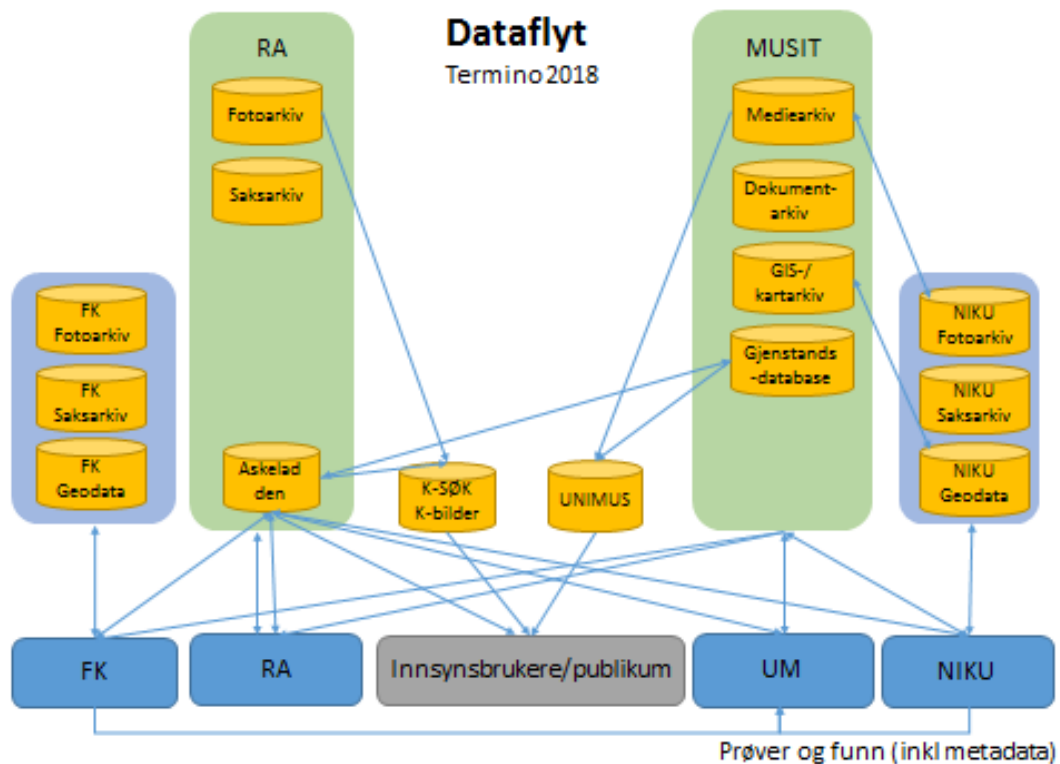 Dataflyt
Termino 2018
RA
Fotoarkiv
Saksarkiv
Askelad
den
MUSIT
Mediearkiv
Dokument-
arkiv
GIS-/
kartarkiv
Gjenstands
-database
FK
Fotoarkiv
FK
Saksarkiv
FK
Geodata
K-SØK
K-bilder
UNIMUS
NIKU
Fotoarkiv
NIKU
Saksarkiv
NIKU
Geodata
FK
RA
Innsynsbrukere/publikum
UM
NIKU
Prøver og funn (inkl metadata)